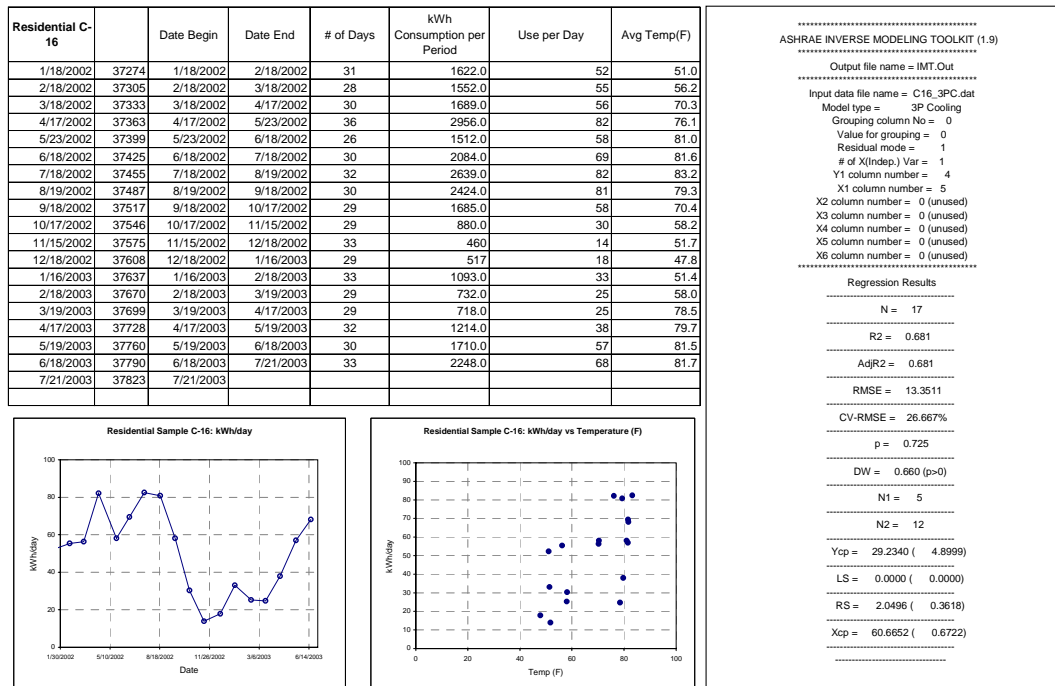 Residential C-16 Date Begin Date End # of Days kWh Consumption per Period Use per Day Avg Temp(F)
1/18/2002 37274 1/18/2002 2/18/2002 31 1622.0 52 51.0
2/18/2002 37305 2/18/2002 3/18/2002 28 1552.0 55 56.2
3/18/2002 37333 3/18/2002 4/17/2002 30 1689.0 56 70.3
4/17/2002 37363 4/17/2002 5/23/2002 36 2956.0 82 76.1
5/23/2002 37399 5/23/2002 6/18/2002 26 1512.0 58 81.0
6/18/2002 37425 6/18/2002 7/18/2002 30 2084.0 69 81.6
7/18/2002 37455 7/18/2002 8/19/2002 32 2639.0 82 83.2
8/19/2002 37487 8/19/2002 9/18/2002 30 2424.0 81 79.3
9/18/2002 37517 9/18/2002 10/17/2002 29 1685.0 58 70.4
10/17/2002 37546 10/17/2002 11/15/2002 29 880.0 30 58.2
11/15/2002 37575 11/15/2002 12/18/2002 33 460 14 51.7
12/18/2002 37608 12/18/2002 1/16/2003 29 517 18 47.8
1/16/2003 37637 1/16/2003 2/18/2003 33 1093.0 33 51.4
2/18/2003 37670 2/18/2003 3/19/2003 29 732.0 25 58.0
3/19/2003 37699 3/19/2003 4/17/2003 29 718.0 25 78.5
4/17/2003 37728 4/17/2003 5/19/2003 32 1214.0 38 79.7
5/19/2003 37760 5/19/2003 6/18/2003 30 1710.0 57 81.5
6/18/2003 37790 6/18/2003 7/21/2003 33 2248.0 68 81.7
7/21/2003 37823 7/21/2003
Residential Sample C-16: kWh/day
100
80
60
40
20
0
kWh/day
1/30/2002 5/10/2002 8/18/2002 11/26/2002 3/6/2003 6/14/2003
Date
Residential Sample C-16: kWh/day vs Temperature (F)
100
90
80
70
60
50
40
30
20
10
0
kWh/day
0 20 40 60 80 100
Temp (F)
********************************************
ASHRAE INVERSE MODELING TOOLKIT (1.9)
********************************************
Output file name = IMT.Out
********************************************
Input data file name = C16_3PC.dat
Model type = 3P Cooling
Grouping column No = 0
Value for grouping = 0
Residual mode = 1
# of X(Indep.) Var = 1
Y1 column number = 4
X1 column number = 5
X2 column number = 0 (unused)
X3 column number = 0 (unused)
X4 column number = 0 (unused)
X5 column number = 0 (unused)
X6 column number = 0 (unused)
********************************************
Regression Results
--------------------------------------
N = 17
--------------------------------------
R2 = 0.681
--------------------------------------
AdjR2 = 0.681
--------------------------------------
RMSE = 13.3511
--------------------------------------
CV-RMSE = 26.667%
--------------------------------------
p = 0.725
--------------------------------------
DW = 0.660 (p>0)
--------------------------------------
N1 = 5
--------------------------------------
N2 = 12
--------------------------------------
Ycp = 29.2340 ( 4.8999)
--------------------------------------
LS = 0.0000 ( 0.0000)
--------------------------------------
RS = 2.0496 ( 0.3618)
--------------------------------------
Xcp = 60.6652 ( 0.6722)
--------------------------------------
---------------------------------